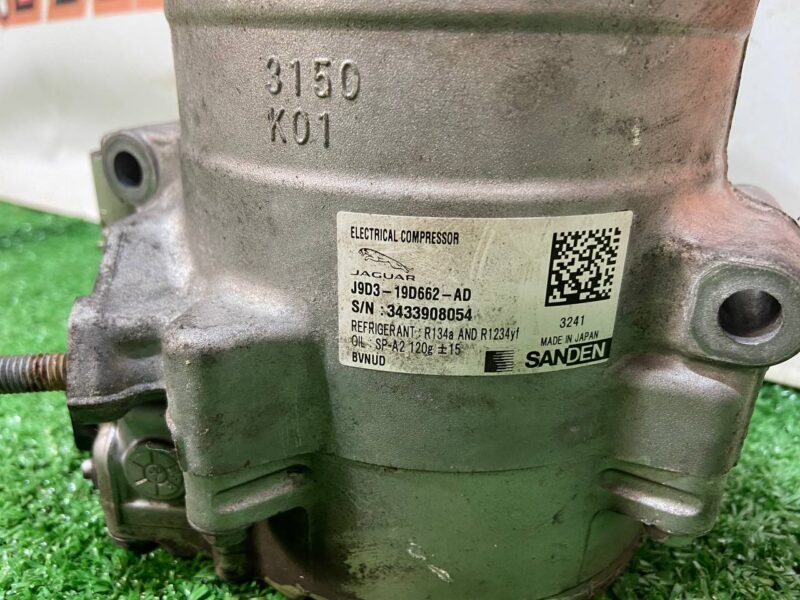 3150
K01
ELECTRICAL COMPRESSOR
JAGUAR
J9D3-19D662-AD
S/N : 3433908054
REFRIGERANT : R134a AND R1234yf
OIL : SP-A2 120g ±15
BVNUD
3241
MADE IN JAPAN
SANDEN